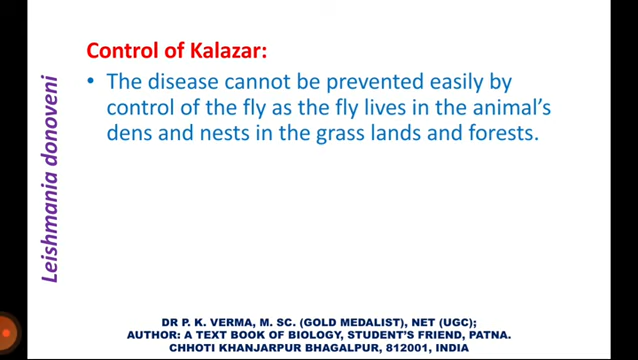 Control of Kalazar:
• The disease cannot be prevented easily by
control of the fly as the fly lives in the animal's
dens and nests in the grass lands and forests.
Leishmania donoveni
DR P. K. VERMA, M. SC. (GOLD MEDALIST), NET (UGC);
AUTHOR: A TEXT BOOK OF BIOLOGY, STUDENT'S FRIEND, PATNA.
CHHOTI KHANJARPUR BHAGALPUR, 812001, INDIA